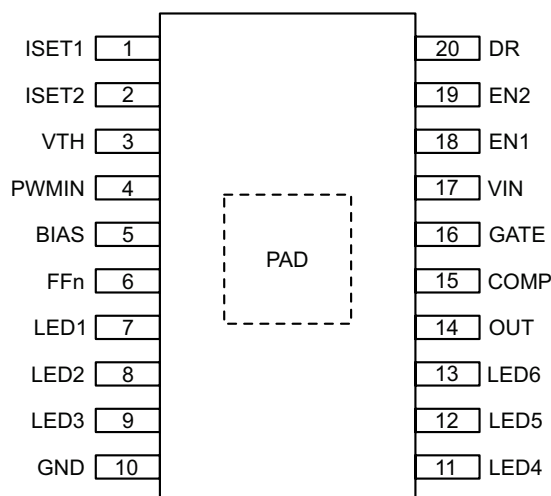 ISET1 1 20 DR
ISET2 2 19 EN2
VTH 3 18 EN1
PWMIN 4 17 VIN
BIAS 5 16 GATE
PAD
FFn 6 15 COMP
LED1 7 14 OUT
LED2 8 13 LED6
LED3 9 12 LED5
GND 10 11 LED4